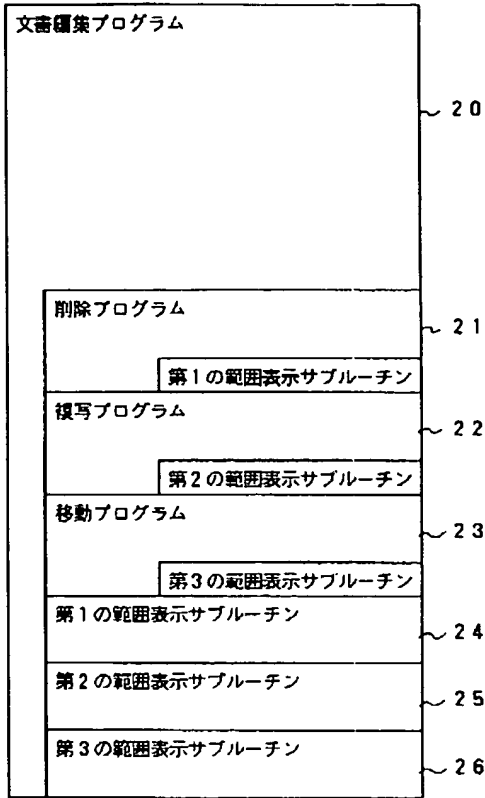 文書編集プログラム
20
削除プログラム
21
第1の範囲表示サブルーチン
複写プログラム
22
第2の範囲表示サブルーチン
移動プログラム
23
第3の範囲表示サブルーチン
第1の範囲表示サブルーチン
24
第2の範囲表示サブルーチン
25
第3の範囲表示サブルーチン
26